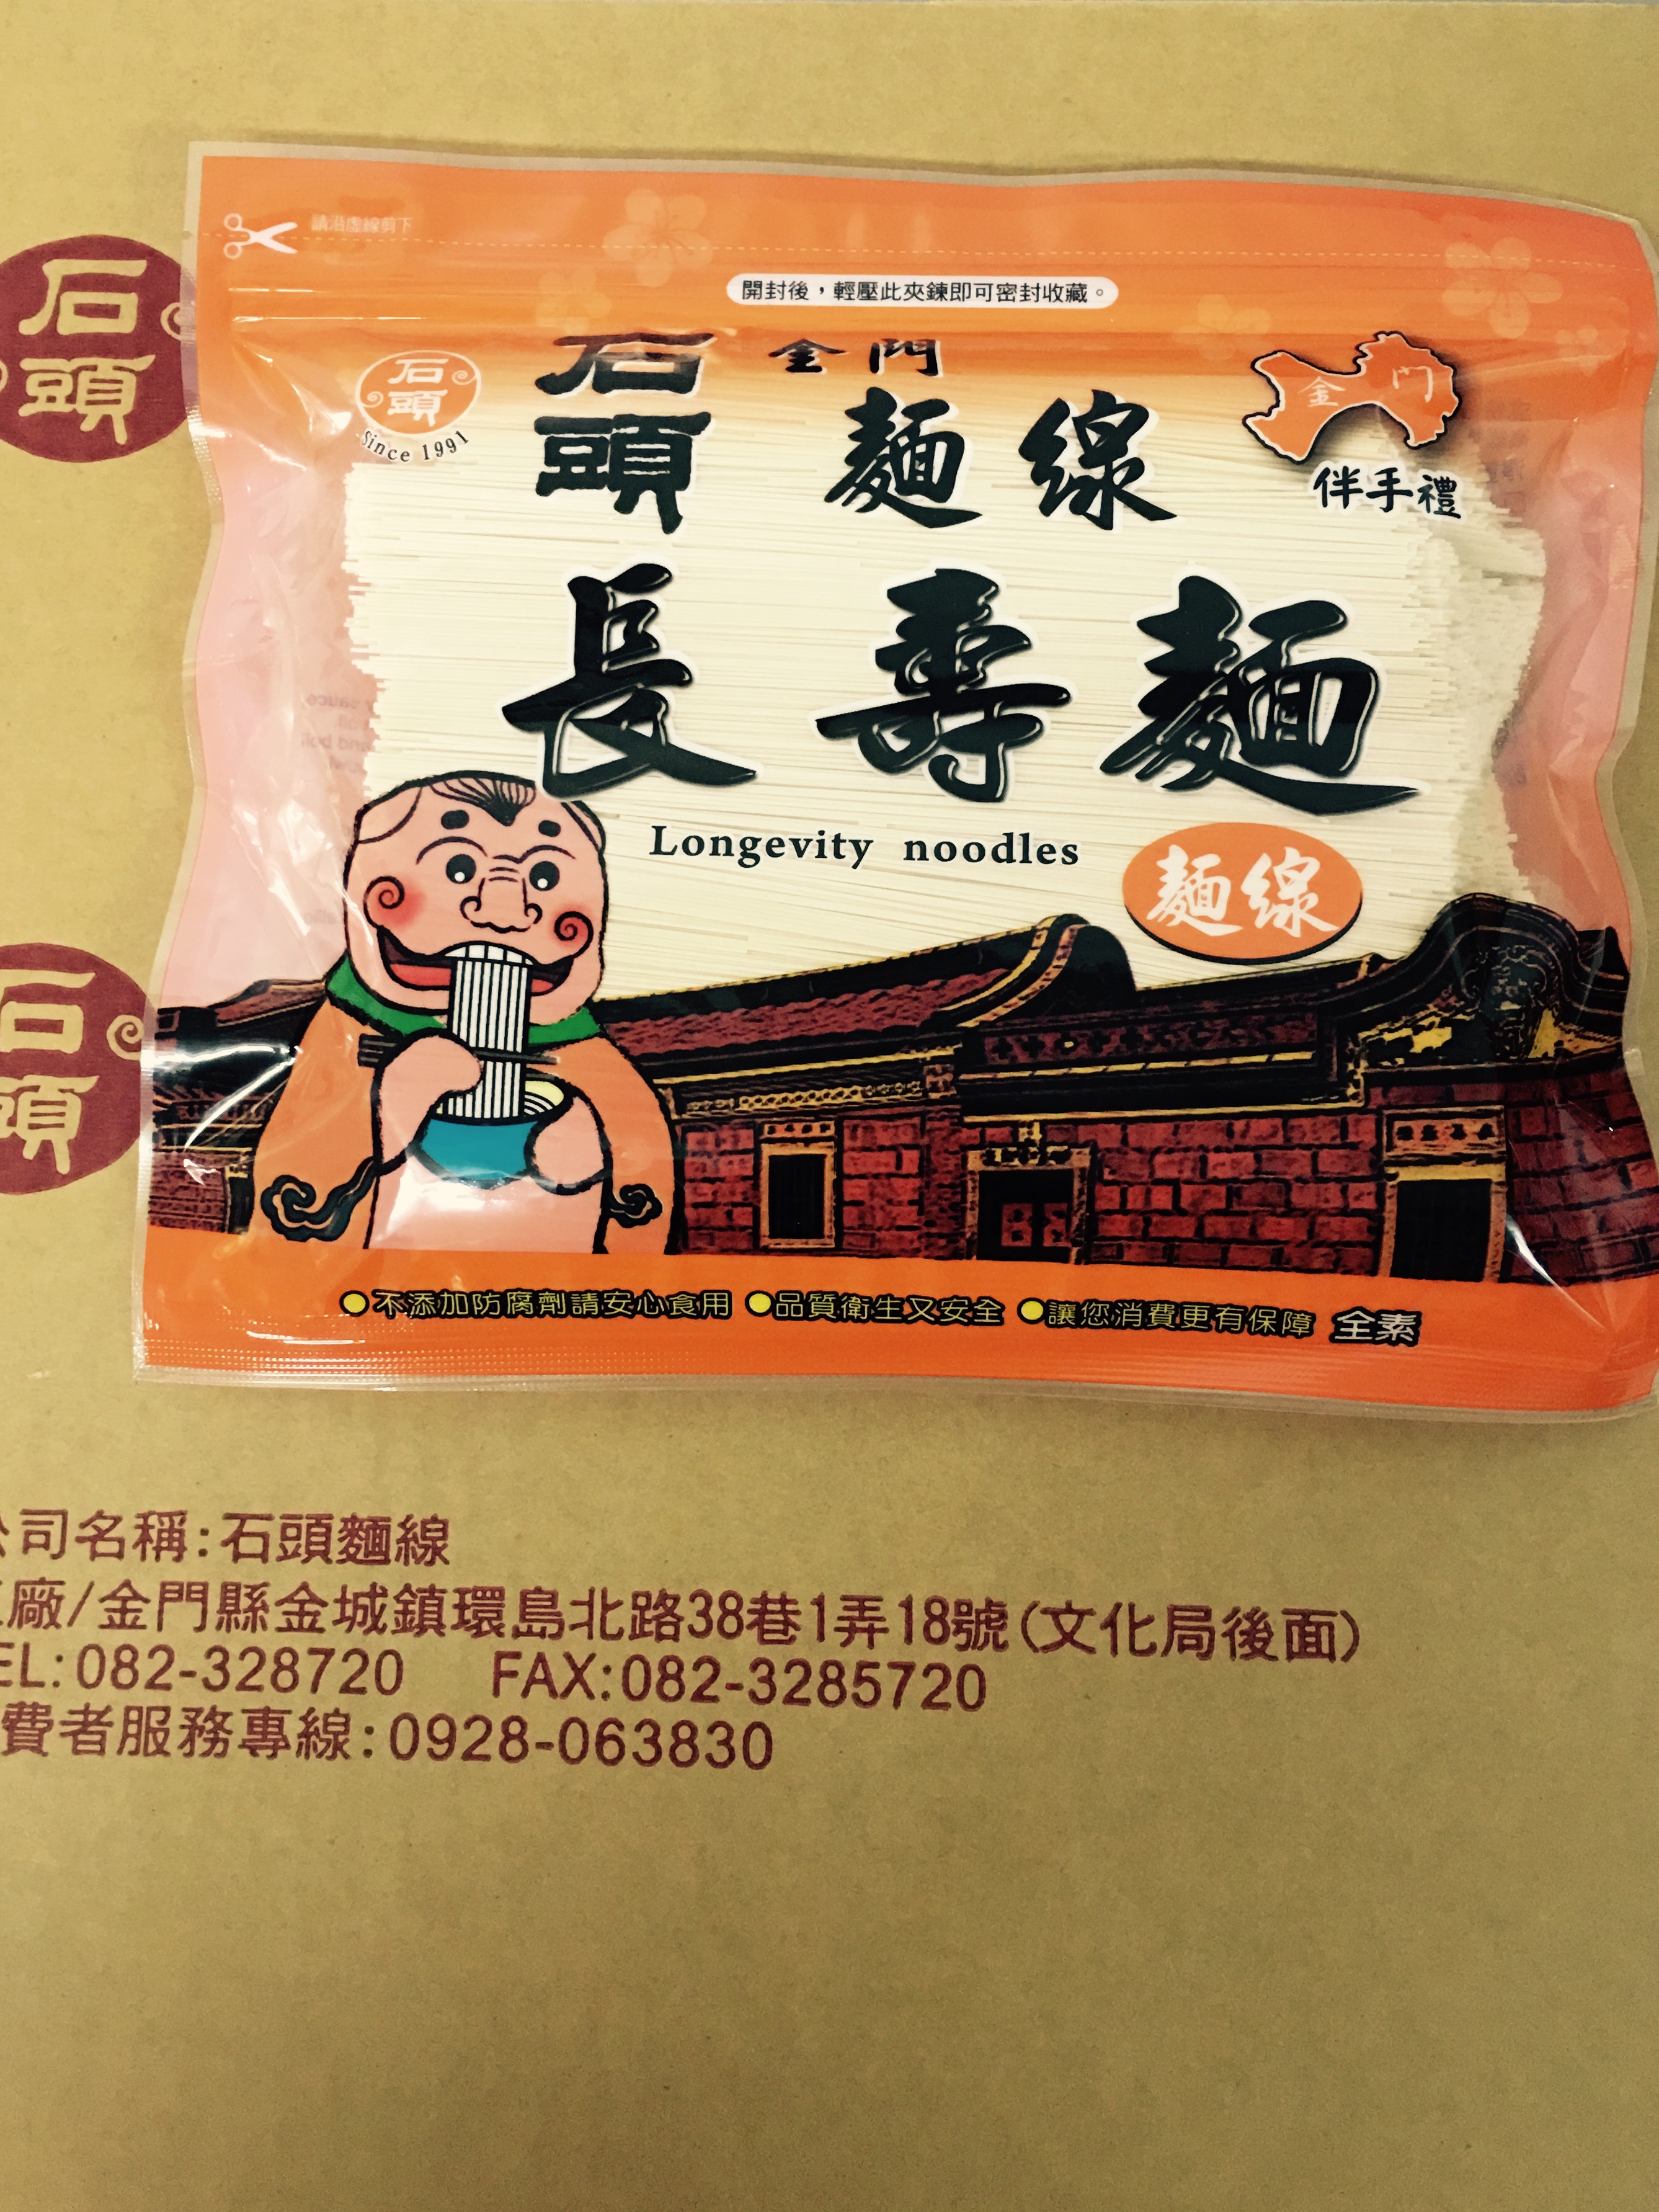 請沿虛線剪下
開封後，輕壓此夾鍊即可密封收藏。
石頭
石頭
Since 1991
石頭
金門
麵線
金門
伴手禮
長壽麵
Longevity noodles
麵線
石頭
●不添加防腐劑請安心食用 ●品質衛生又安全 ●讓您消費更有保障 全素
公司名稱:石頭麵線
廠/金門縣金城鎮環島北路38巷1弄18號(文化局後面)
EL:082-328720 FAX:082-3285720
費者服務專線:0928-063830